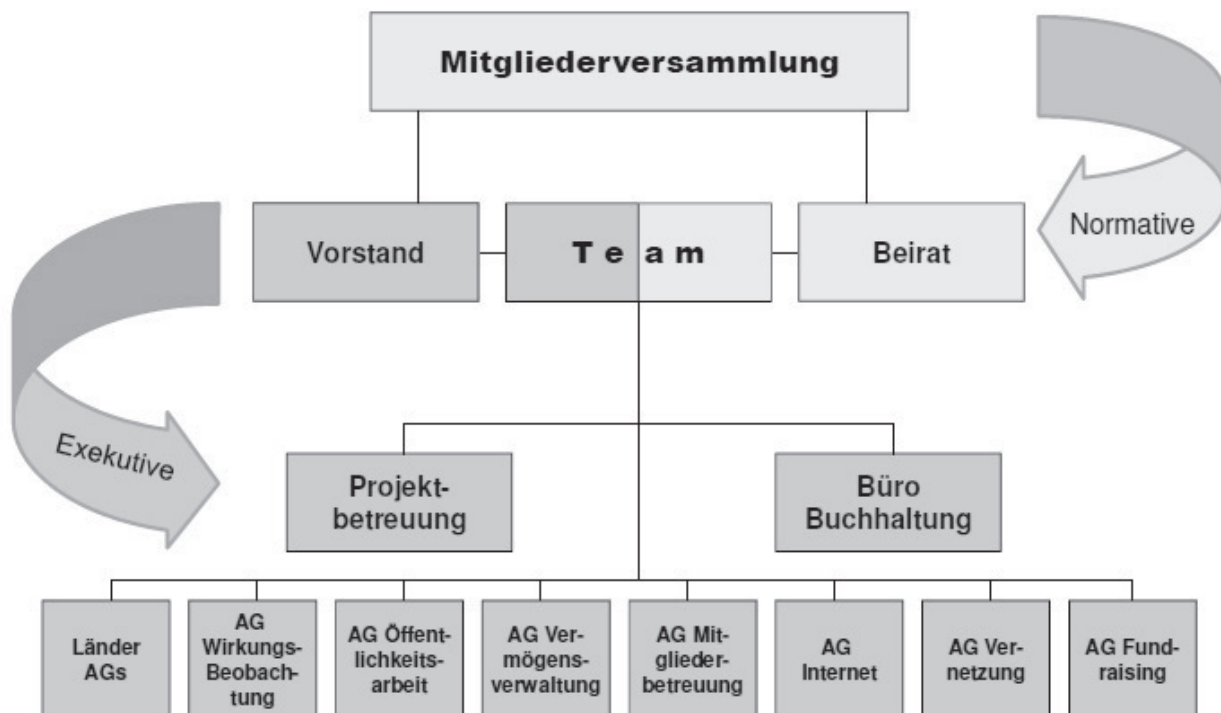 Mitgliederversammlung
Normative
Vorstand
Team
Beirat
Exekutive
Projekt-
betreuung
Büro
Buchhaltung
Länder
AGs
AG
Wirkungs-
Beobach-
tung
AG Öffent-
lichkeits-
arbeit
AG Ver-
mögens-
verwaltung
AG Mit-
glieder-
betreuung
AG
Internet
AG Ver-
netzung
AG Fund-
raising